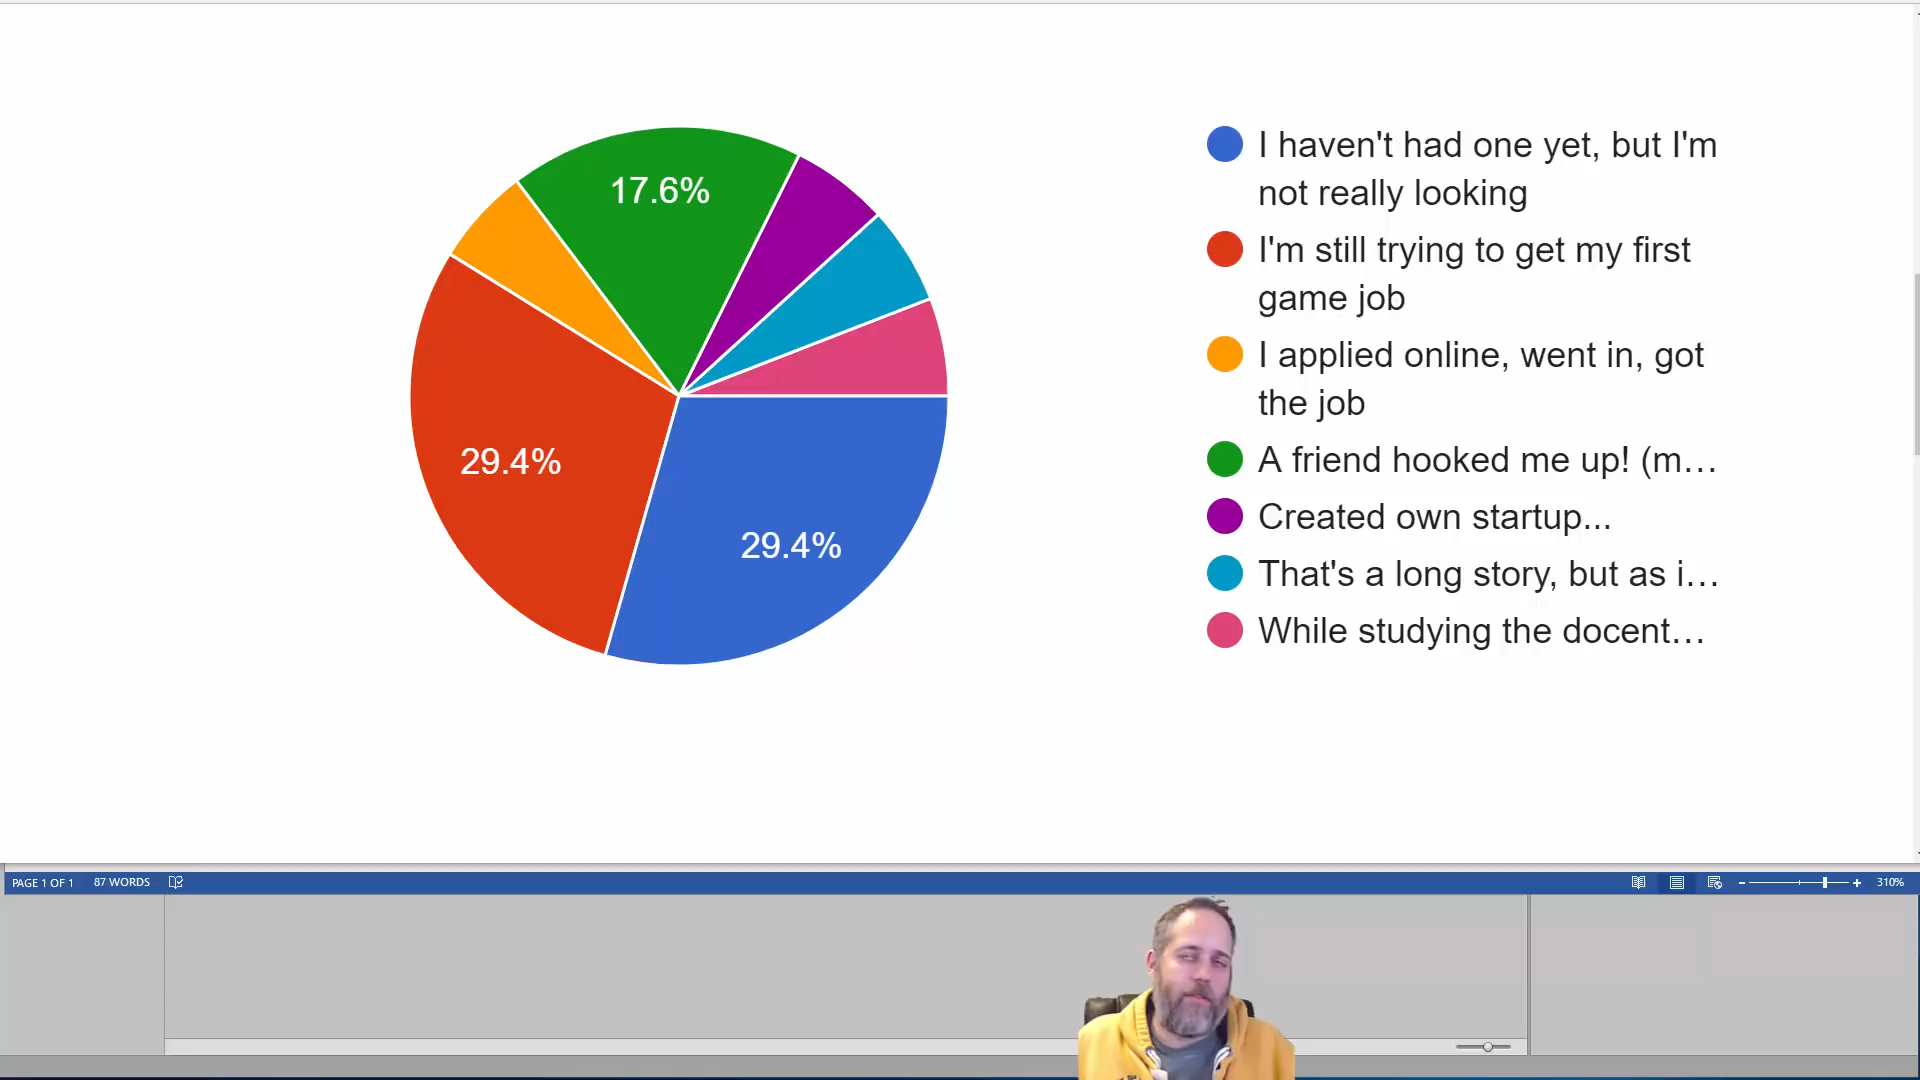 17.6%
29.4%
29.4%
I haven't had one yet, but I'm
not really looking
I'm still trying to get my first
game job
I applied online, went in, got
the job
A friend hooked me up! (m...
Created own startup...
That's a long story, but as i...
While studying the docent...
PAGE 1 OF 1 87 WORDS 310%